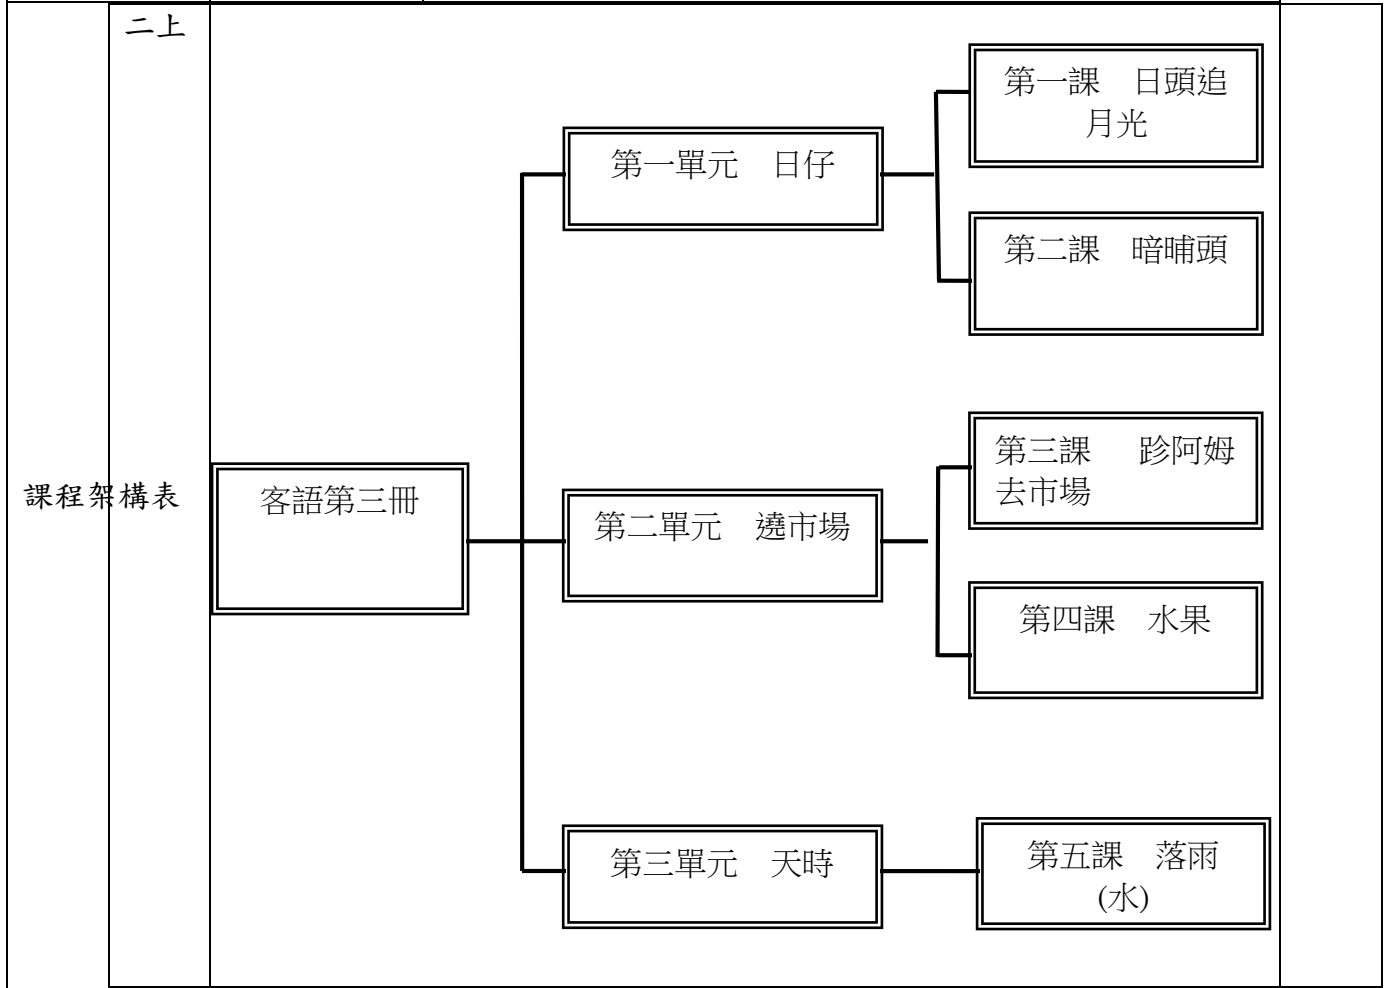 二上
課程架構表
客語第三冊
第一單元　日仔
第一課　日頭追
月光
第二課　暗晡頭
第二單元　遶市場
第三課　跈阿姆
去市場
第四課　水果
第三單元　天時
第五課　落雨
(水)